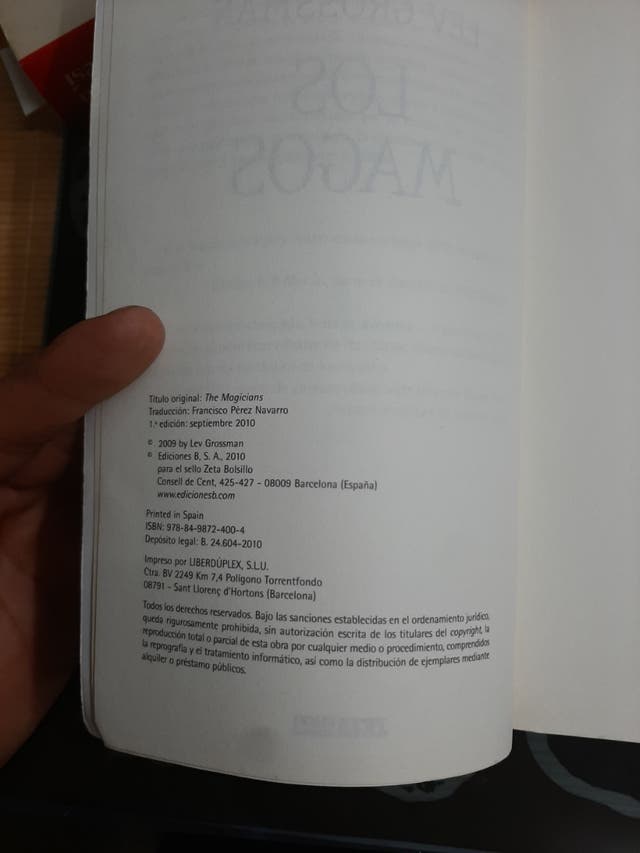 LEV GROSSMAN
LOS
MAGOS
Título original: The Magicians
Traducción: Francisco Pérez Navarro
1.ª edición: septiembre 2010
© 2009 by Lev Grossman
© Ediciones B, S. A., 2010
para el sello Zeta Bolsillo
Consell de Cent, 425-427 - 08009 Barcelona (España)
www.edicionesb.com
Printed in Spain
ISBN: 978-84-9872-400-4
Depósito legal: B. 24.604-2010
Impreso por LIBERDÚPLEX, S.L.U.
Ctra. BV 2249 Km 7,4 Polígono Torrentfondo
08791 - Sant Llorenç d'Hortons (Barcelona)
Todos los derechos reservados. Bajo las sanciones establecidas en el ordenamiento jurídico,
queda rigurosamente prohibida, sin autorización escrita de los titulares del copyright, la
reproducción total o parcial de esta obra por cualquier medio o procedimiento, comprendidos
la reprografía y el tratamiento informático, así como la distribución de ejemplares mediante
alquiler o préstamo públicos.